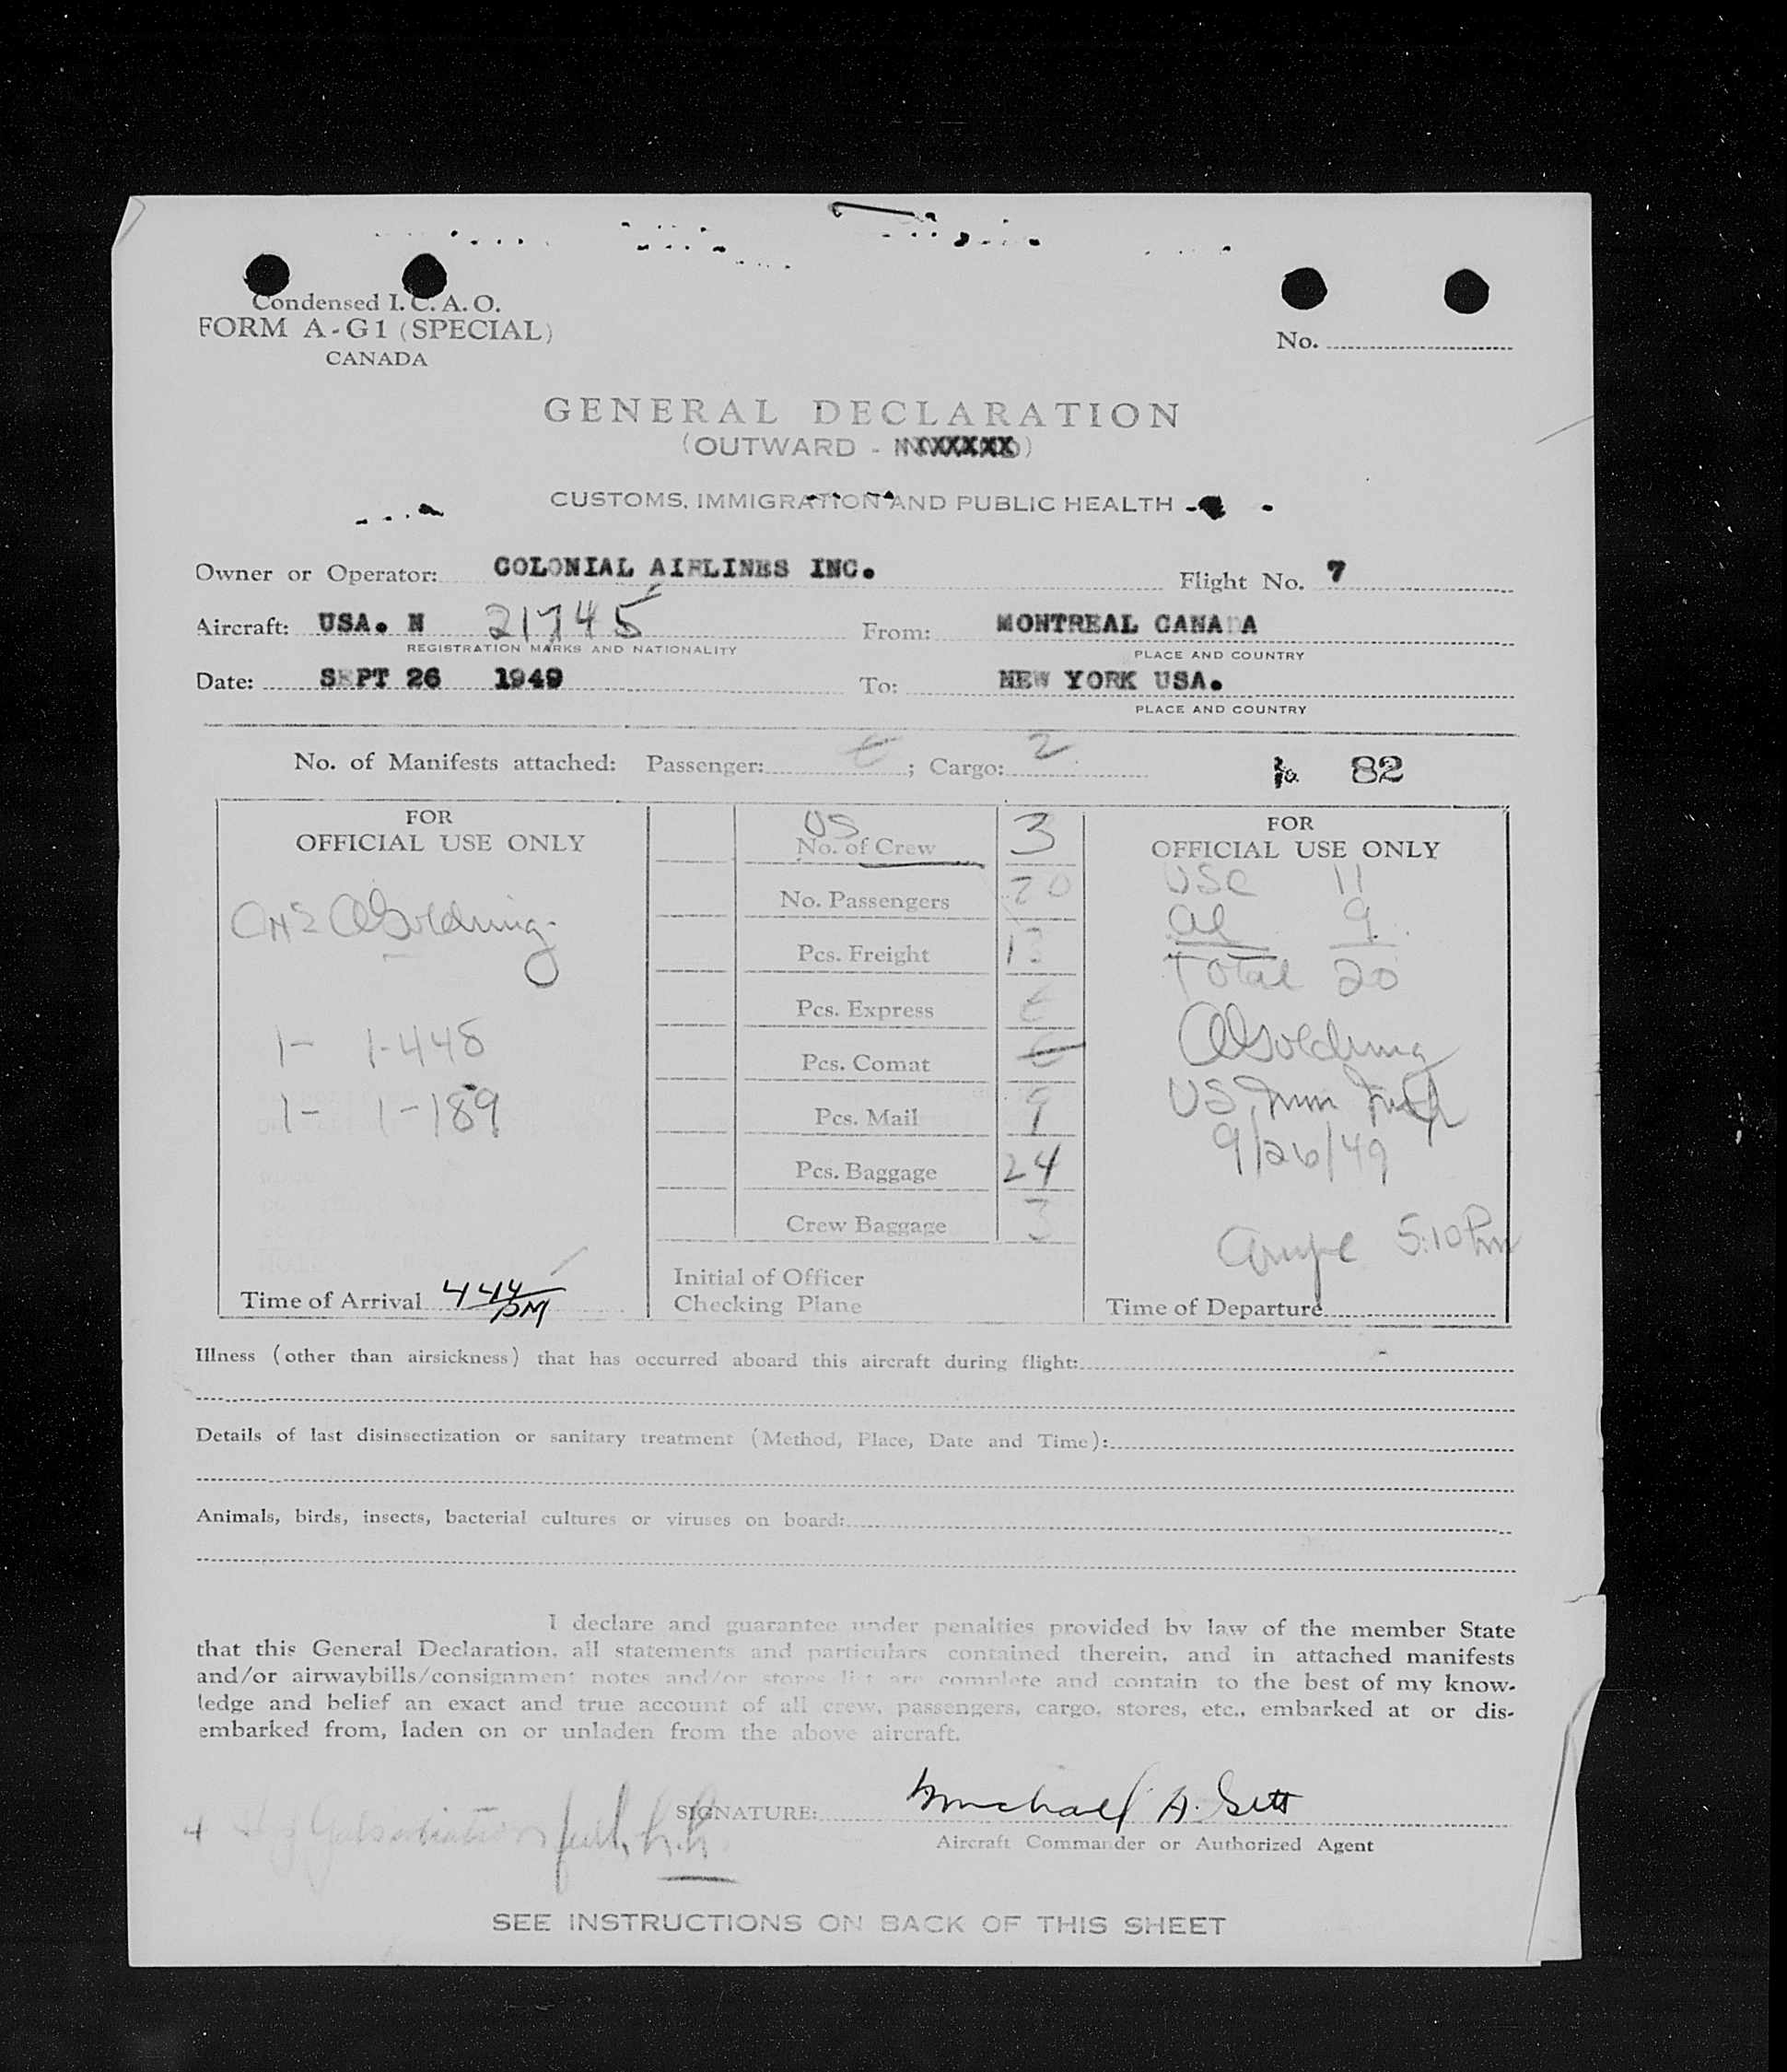 Condensed I. C. A. O.
FORM A-G1 (SPECIAL)
CANADA
No.
GENERAL DECLARATION
(OUTWARD - XXXXXX)
CUSTOMS, IMMIGRATION AND PUBLIC HEALTH
Owner or Operator: COLONIAL AIRLINES INC. Flight No. 7
Aircraft: USA. N 21745 From: MONTREAL CANADA
REGISTRATION MARKS AND NATIONALITY PLACE AND COUNTRY
Date: SEPT 26 1949 To: NEW YORK USA.
PLACE AND COUNTRY
No. of Manifests attached: Passenger: ; Cargo: 2
82
FOR
OFFICIAL USE ONLY
CH2 AGolding
1- 1-448
1- 1-189
Time of Arrival 444 PM
US
No. of Crew 3
No. Passengers 20
Pcs. Freight 13
Pcs. Express
Pcs. Comat
Pcs. Mail 9
Pcs. Baggage 24
Crew Baggage 3
Initial of Officer
Checking Plane
FOR
OFFICIAL USE ONLY
USC 11
al 9
Total 20
AGolding
US Imm Insp
9/26/49
5:10 Pm
Time of Departure
Illness (other than airsickness) that has occurred aboard this aircraft during flight:
Details of last disinsectization or sanitary treatment (Method, Place, Date and Time):
Animals, birds, insects, bacterial cultures or viruses on board:
I declare and guarantee under penalties provided by law of the member State
that this General Declaration, all statements and particulars contained therein, and in attached manifests
and/or airwaybills/consignment notes and/or stores list are complete and contain to the best of my know-
ledge and belief an exact and true account of all crew, passengers, cargo, stores, etc., embarked at or dis-
embarked from, laden on or unladen from the above aircraft.
SIGNATURE: Michael A. Sett
Aircraft Commander or Authorized Agent
SEE INSTRUCTIONS ON BACK OF THIS SHEET